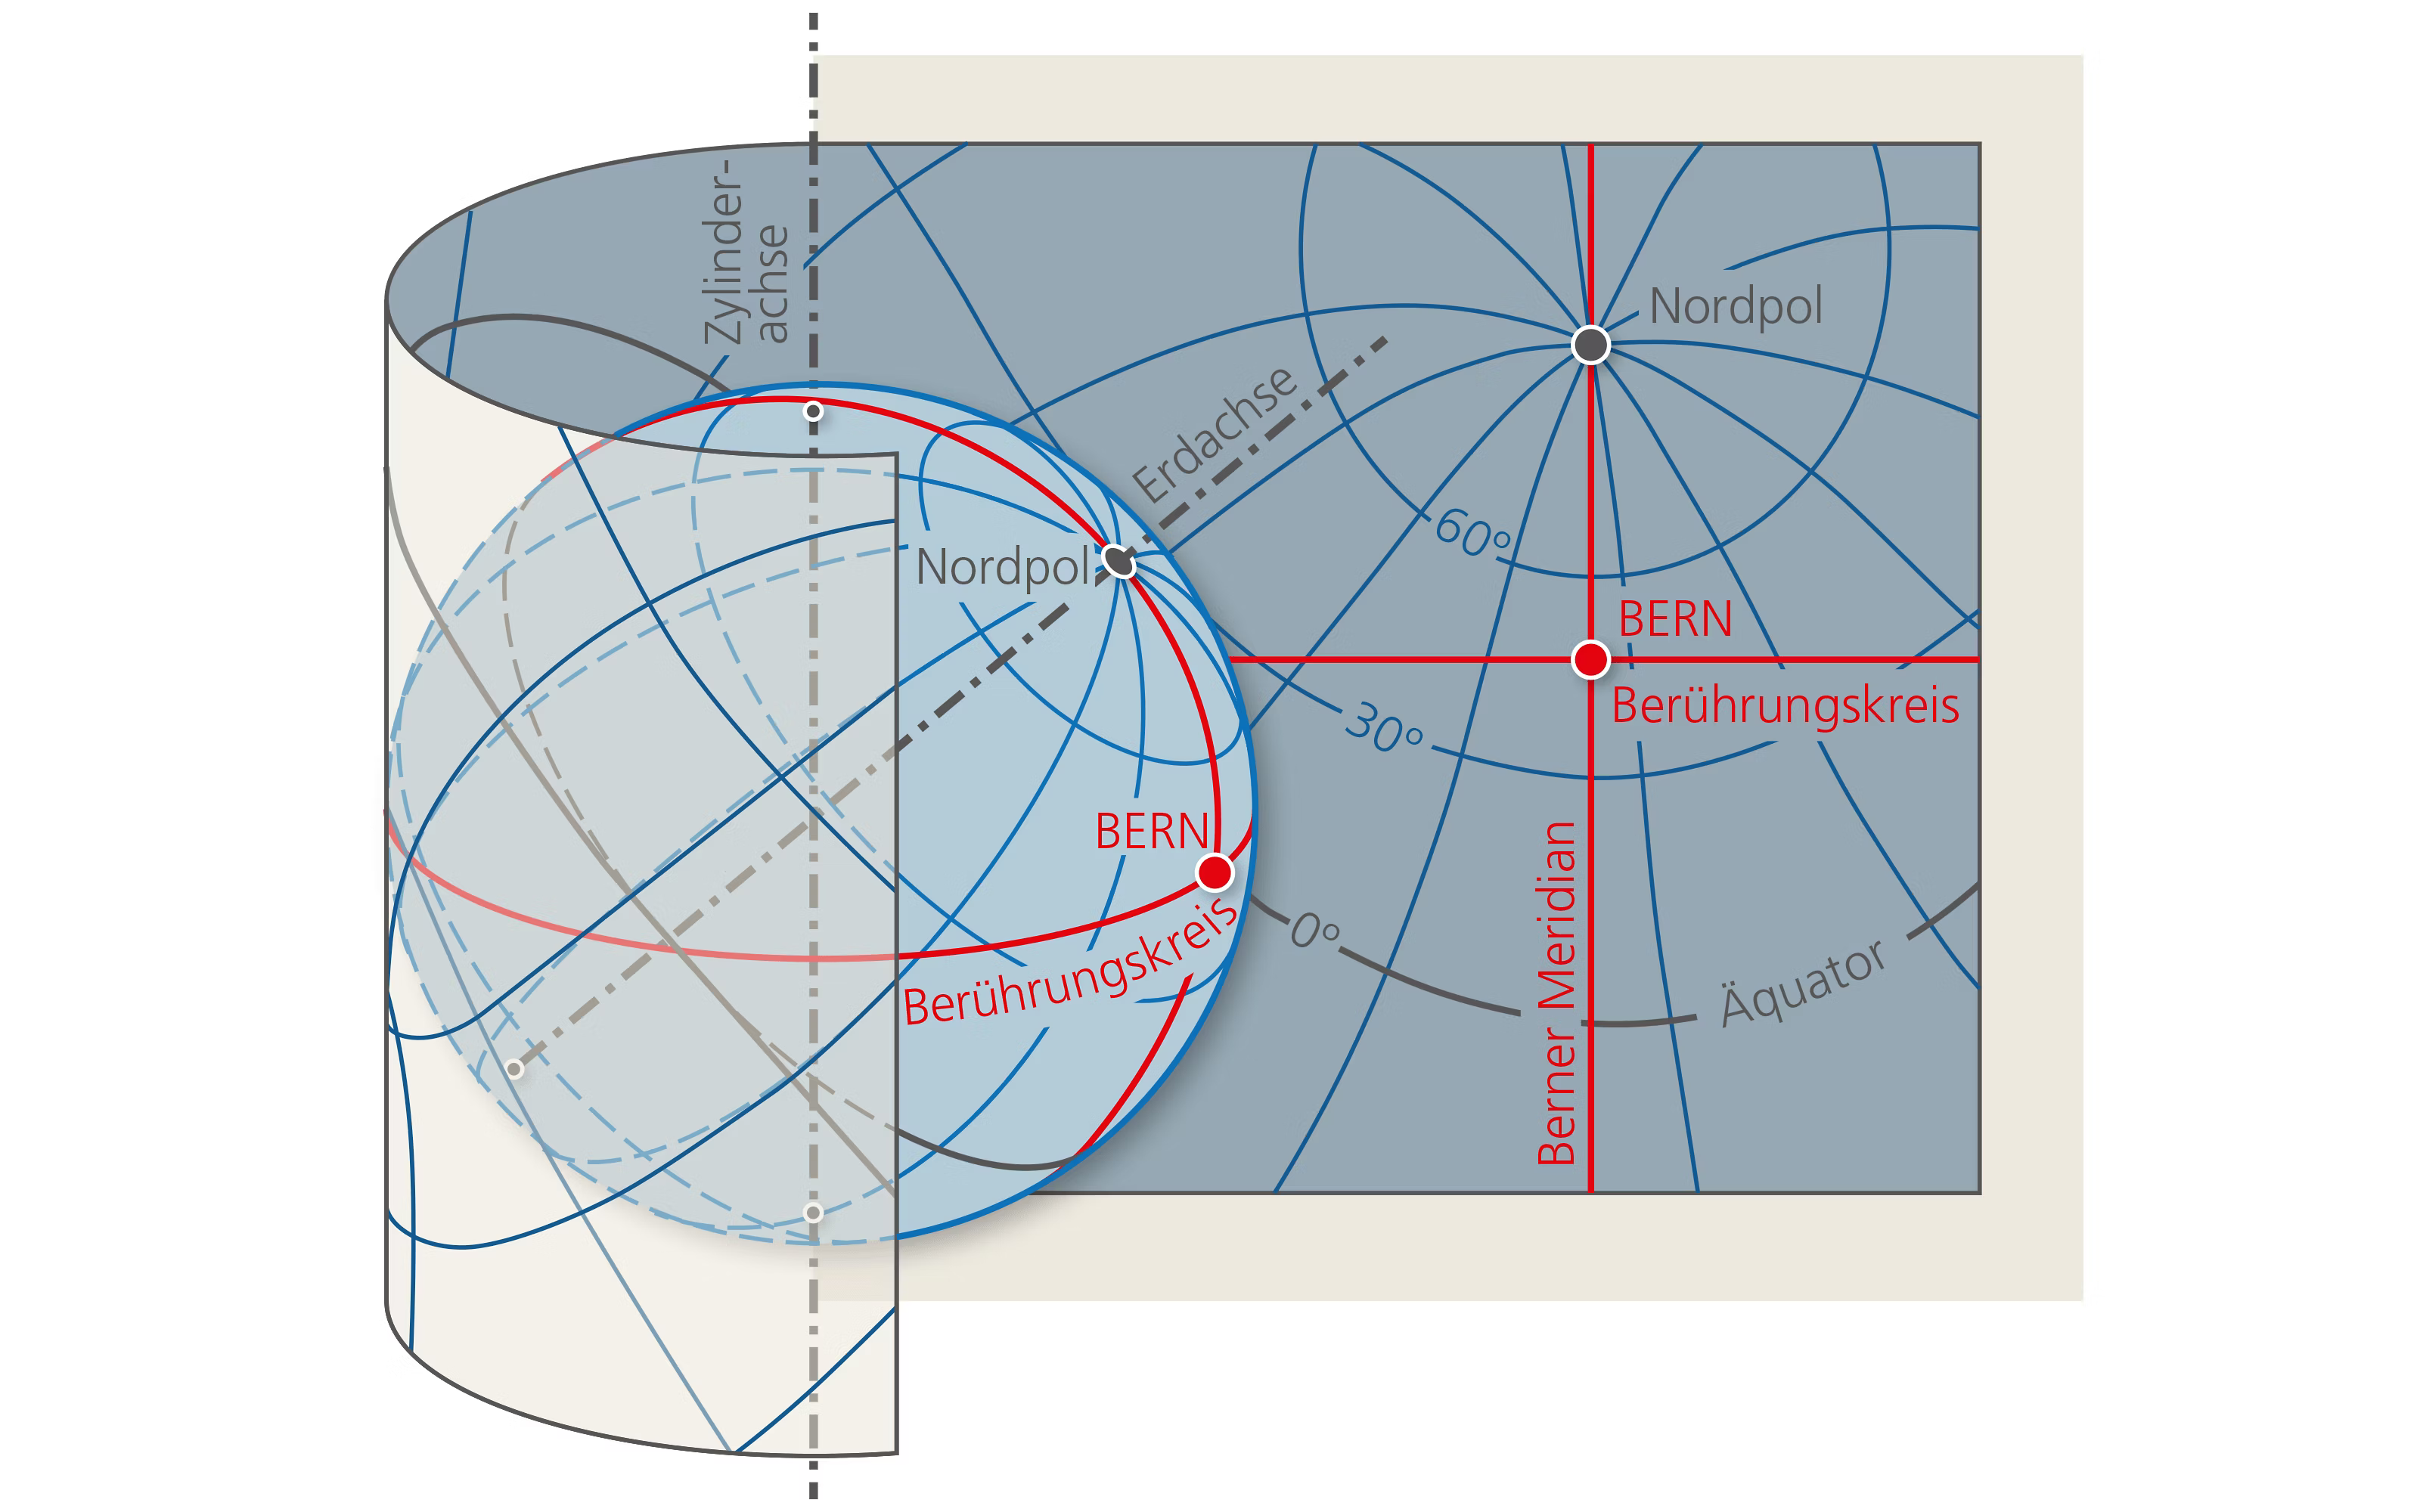 Zylinder-
achse
Nordpol
Erdachse
60°
Nordpol
BERN
Berührungskreis
30°
BERN
Berührungskreis
0°
Berner Meridian
Äquator